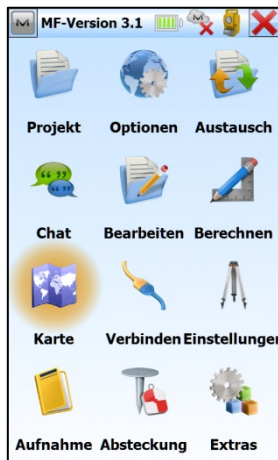 MF-Version 3.1
Projekt Optionen Austausch
Chat Bearbeiten Berechnen
Karte Verbinden Einstellungen
Aufnahme Absteckung Extras